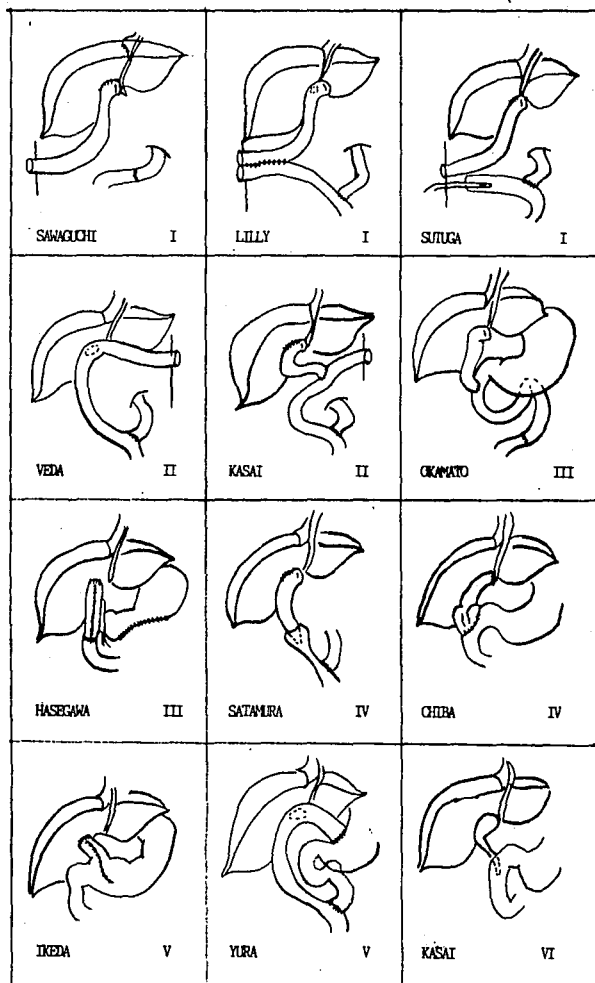 SAWAGUCHI I
LILLY I
SUTUGA I
VEDA II
KASAI II
OKAMATO III
HASEGAWA III
SATAMURA IV
CHIBA IV
IKEDA V
YURA V
KASAI VI